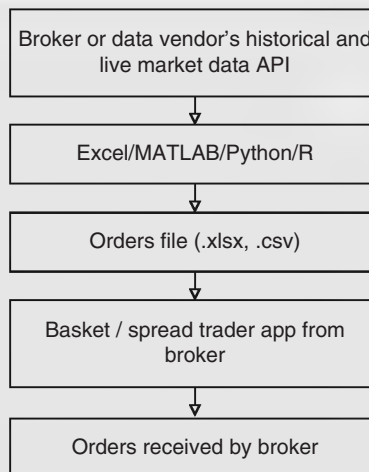 Broker or data vendor’s historical and
live market data API
Excel/MATLAB/Python/R
Orders file (.xlsx, .csv)
Basket / spread trader app from
broker
Orders received by broker